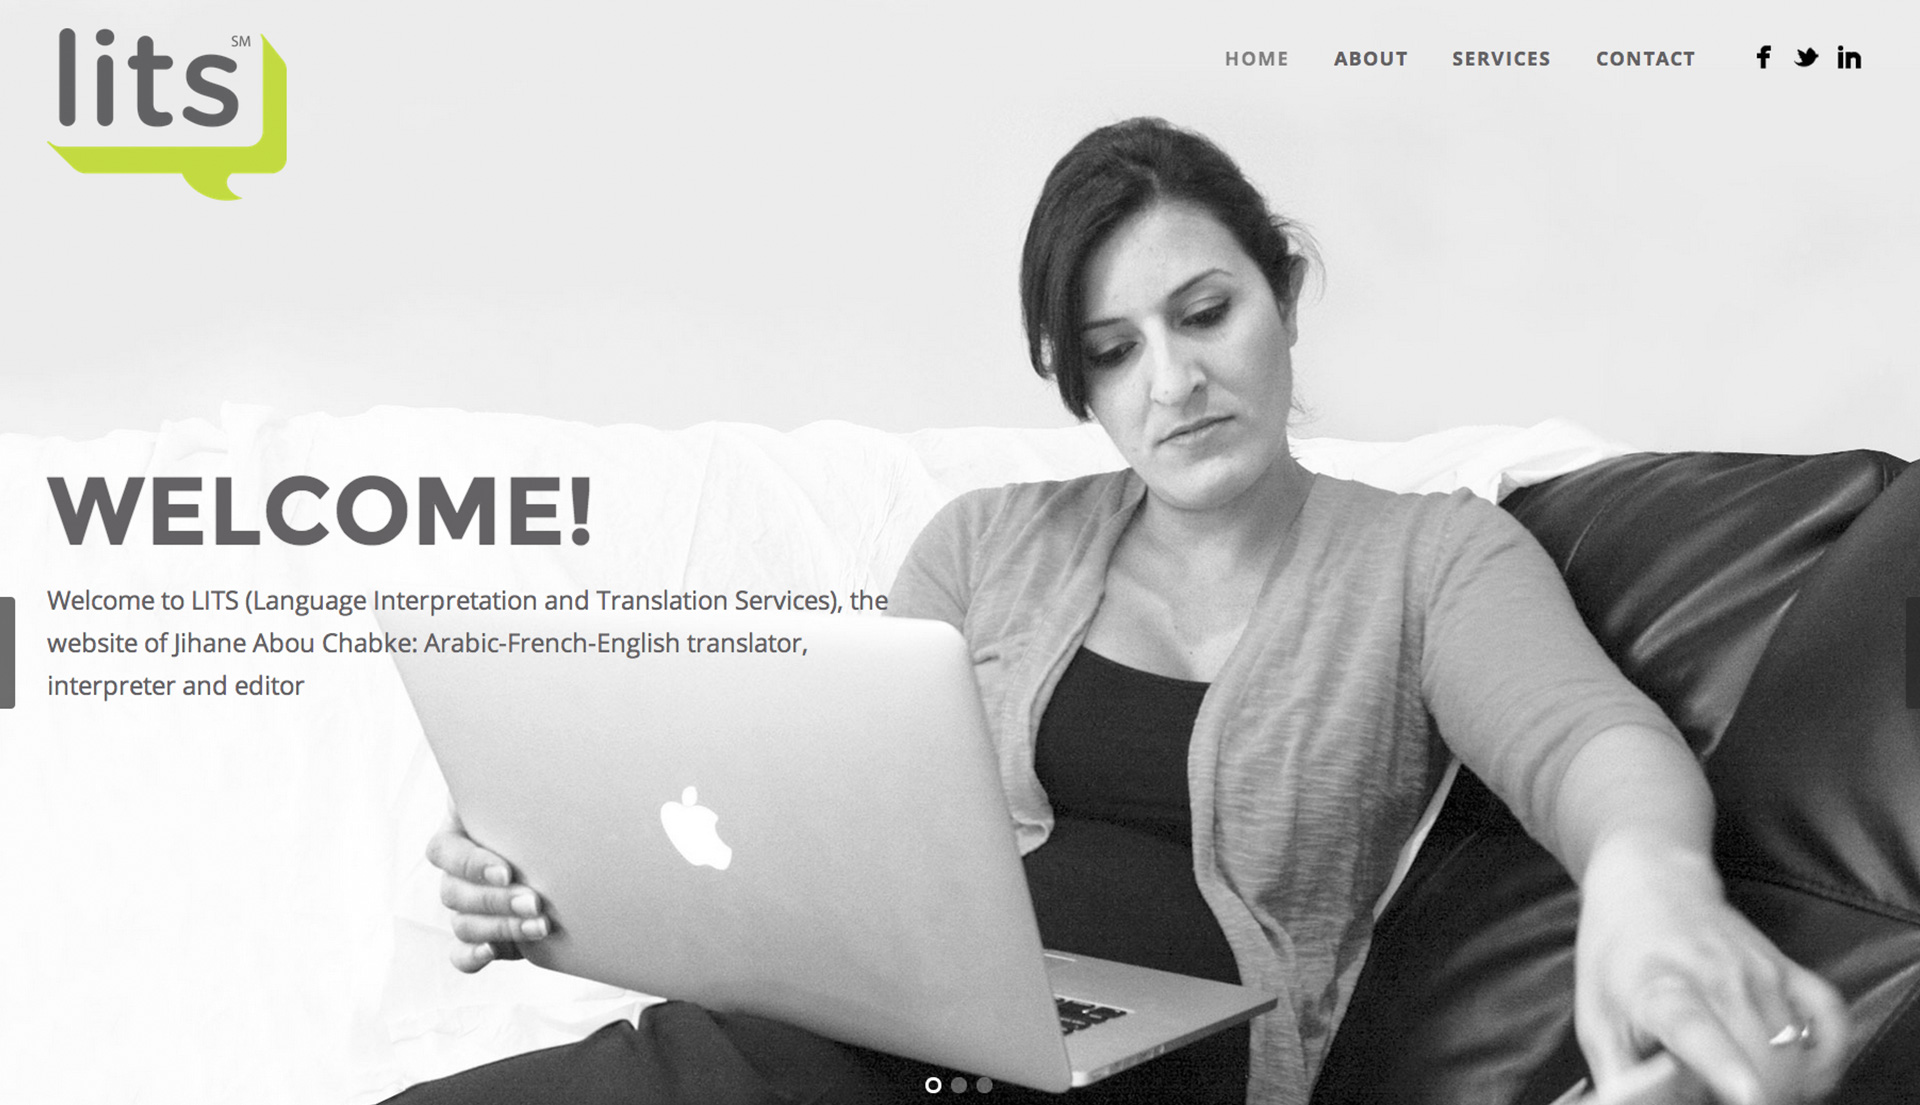 lits
SM
HOME ABOUT SERVICES CONTACT
f in
WELCOME!
Welcome to LITS (Language Interpretation and Translation Services), the
website of Jihane Abou Chabke: Arabic-French-English translator,
interpreter and editor